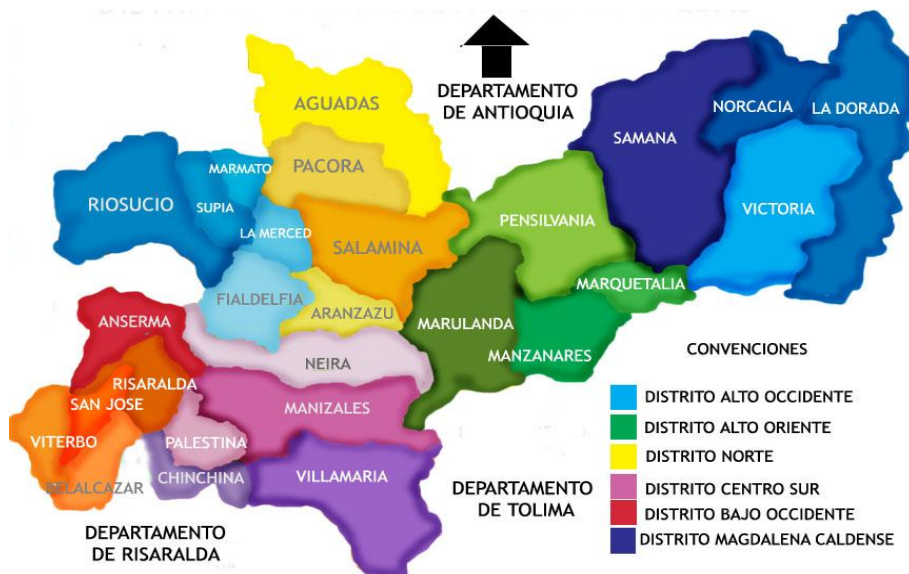 DEPARTAMENTO
DE ANTIOQUIA
AGUADAS
PACORA
MARMATO
RIOSUCIO
SUPIA
LA MERCED
SALAMINA
FIALDELFIA
ARANZAZU
NEIRA
ANSERMA
RISARALDA
SAN JOSE
VITERBO
BELALCAZAR
PALESTINA
CHINCHINA
MANIZALES
VILLAMARIA
SAMANA
NORCACIA
LA DORADA
VICTORIA
PENSILVANIA
MARQUETALIA
MARULANDA
MANZANARES
DEPARTAMENTO
DE TOLIMA
DEPARTAMENTO
DE RISARALDA
CONVENCIONES
DISTRITO ALTO OCCIDENTE
DISTRITO ALTO ORIENTE
DISTRITO NORTE
DISTRITO CENTRO SUR
DISTRITO BAJO OCCIDENTE
DISTRITO MAGDALENA CALDENSE